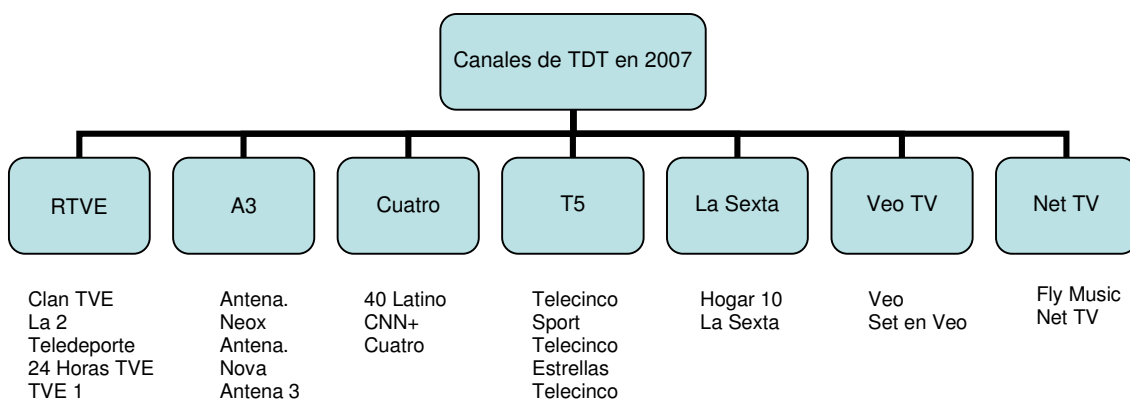 Canales de TDT en 2007
RTVE
A3
Cuatro
T5
La Sexta
Veo TV
Net TV
Clan TVE
La 2
Teledeporte
24 Horas TVE
TVE 1
Antena.
Neox
Antena.
Nova
Antena 3
40 Latino
CNN+
Cuatro
Telecinco
Sport
Telecinco
Estrellas
Telecinco
Hogar 10
La Sexta
Veo
Set en Veo
Fly Music
Net TV